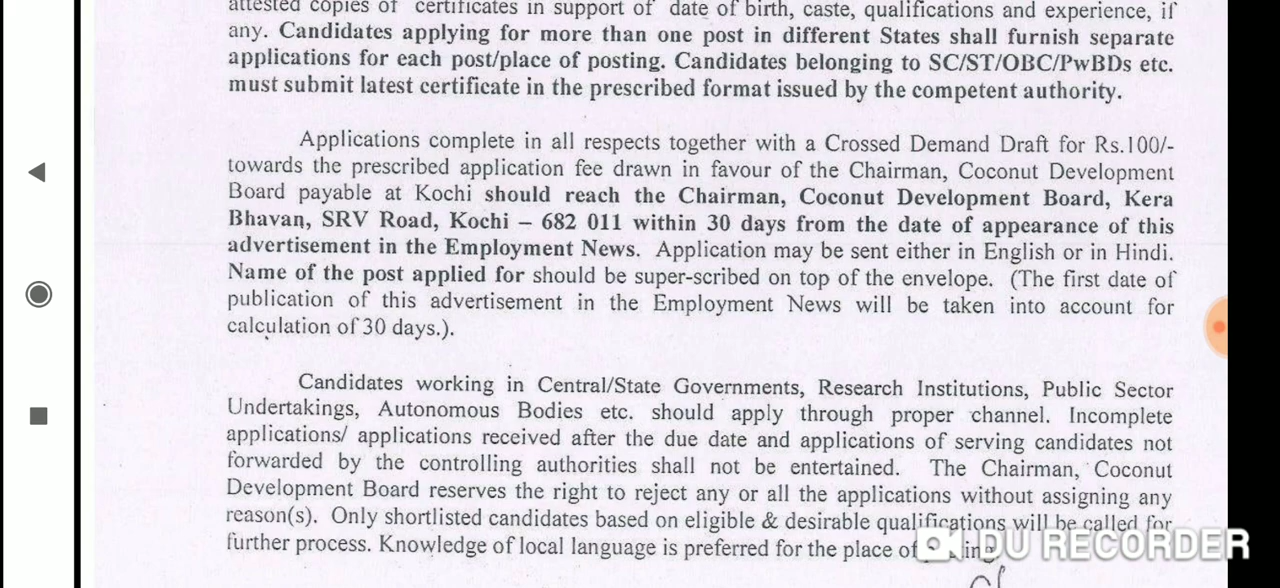 attested copies of certificates in support of date of birth, caste, qualifications and experience, if
any. Candidates applying for more than one post in different States shall furnish separate
applications for each post/place of posting. Candidates belonging to SC/ST/OBC/PwBDs etc.
must submit latest certificate in the prescribed format issued by the competent authority.
Applications complete in all respects together with a Crossed Demand Draft for Rs.100/-
towards the prescribed application fee drawn in favour of the Chairman, Coconut Development
Board payable at Kochi should reach the Chairman, Coconut Development Board, Kera
Bhavan, SRV Road, Kochi – 682 011 within 30 days from the date of appearance of this
advertisement in the Employment News. Application may be sent either in English or in Hindi.
Name of the post applied for should be super-scribed on top of the envelope. (The first date of
publication of this advertisement in the Employment News will be taken into account for
calculation of 30 days.).
Candidates working in Central/State Governments, Research Institutions, Public Sector
Undertakings, Autonomous Bodies etc. should apply through proper channel. Incomplete
applications/ applications received after the due date and applications of serving candidates not
forwarded by the controlling authorities shall not be entertained. The Chairman, Coconut
Development Board reserves the right to reject any or all the applications without assigning any
reason(s). Only shortlisted candidates based on eligible & desirable qualifications will be called for
further process. Knowledge of local language is preferred for the place of
DU RECORDER